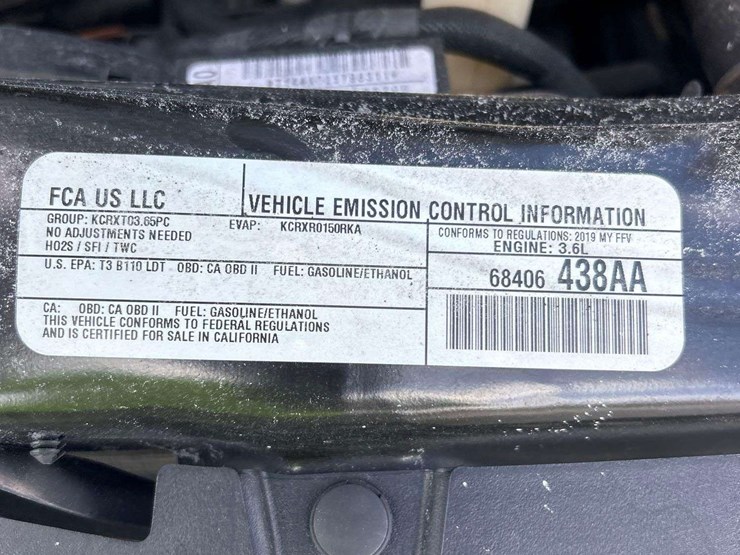 FCA US LLC
VEHICLE EMISSION CONTROL INFORMATION
GROUP: KCRXT03.65PC EVAP: KCRXR0150RKA
NO ADJUSTMENTS NEEDED
HO2S / SFI / TWC
CONFORMS TO REGULATIONS: 2019 MY FFV
ENGINE: 3.6L
U.S. EPA: T3 B110 LDT OBD: CA OBD II FUEL: GASOLINE/ETHANOL
68406 438AA
CA: OBD: CA OBD II FUEL: GASOLINE/ETHANOL
THIS VEHICLE CONFORMS TO FEDERAL REGULATIONS
AND IS CERTIFIED FOR SALE IN CALIFORNIA